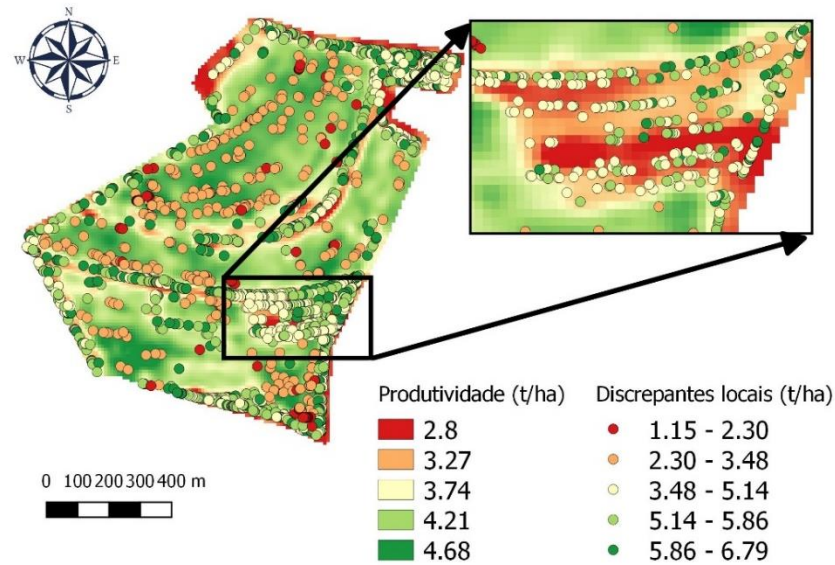 N
W E
S
Produtividade (t/ha)
2.8
3.27
3.74
4.21
4.68
Discrepantes locais (t/ha)
1.15 - 2.30
2.30 - 3.48
3.48 - 5.14
5.14 - 5.86
5.86 - 6.79
0 100 200 300 400 m